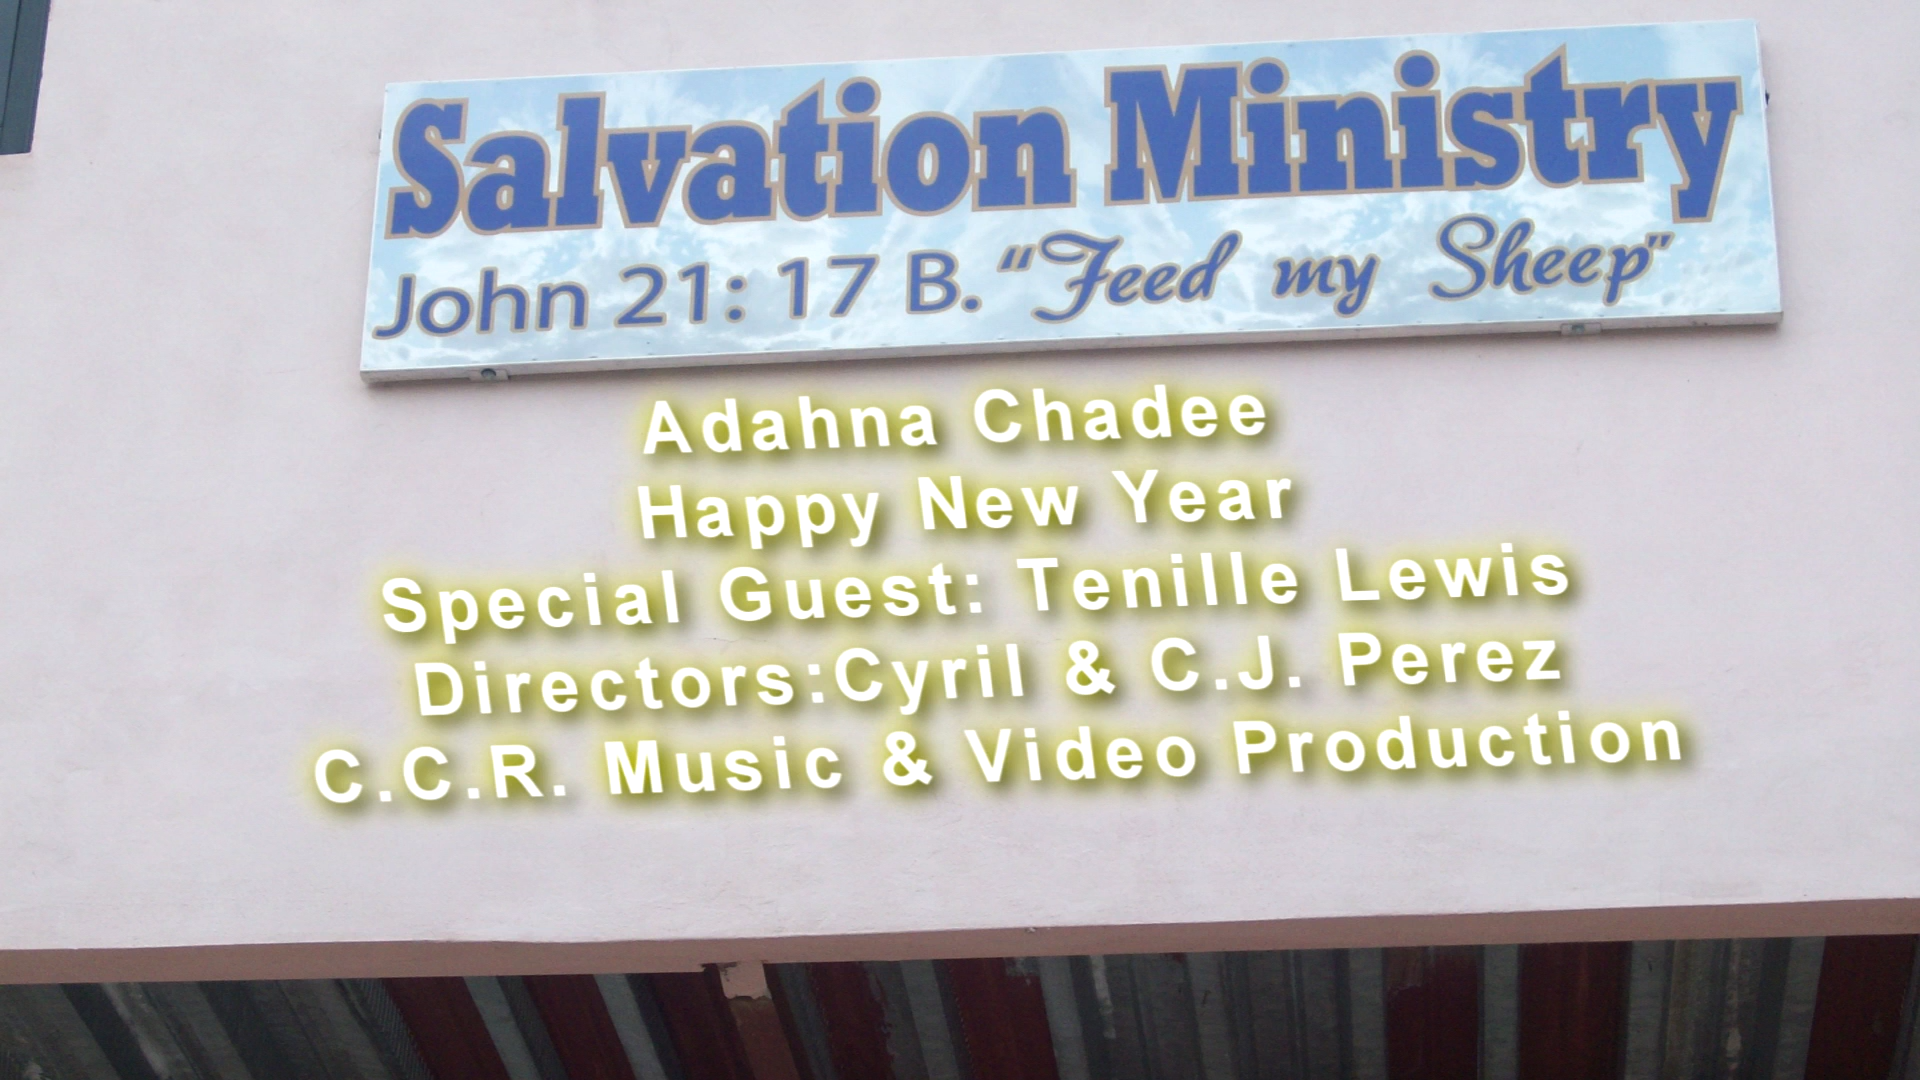 Salvation Ministry
John 21: 17 B. "Feed my Sheep"
Adahna Chadee
Happy New Year
Special Guest: Tenille Lewis
Directors:Cyril & C.J. Perez
C.C.R. Music & Video Production